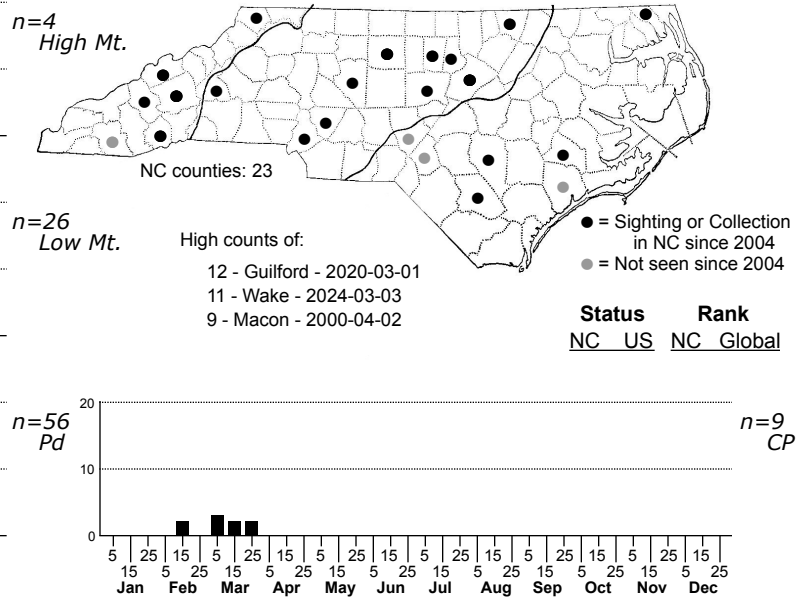 n=4
High Mt.
NC counties: 23
n=26
Low Mt.
High counts of:
12 - Guilford - 2020-03-01
11 - Wake - 2024-03-03
9 - Macon - 2000-04-02
= Sighting or Collection
in NC since 2004
= Not seen since 2004
Status Rank
NC US NC Global
n=56
Pd
n=9
CP
20
10
0
5 25 15 5 25 15 5 25 15 5 25 15 5 25 15 5 25 15
15 5 25 15 5 25 15 5 25 15 5 25 15 5 25 15 5 25
Jan Feb Mar Apr May Jun Jul Aug Sep Oct Nov Dec